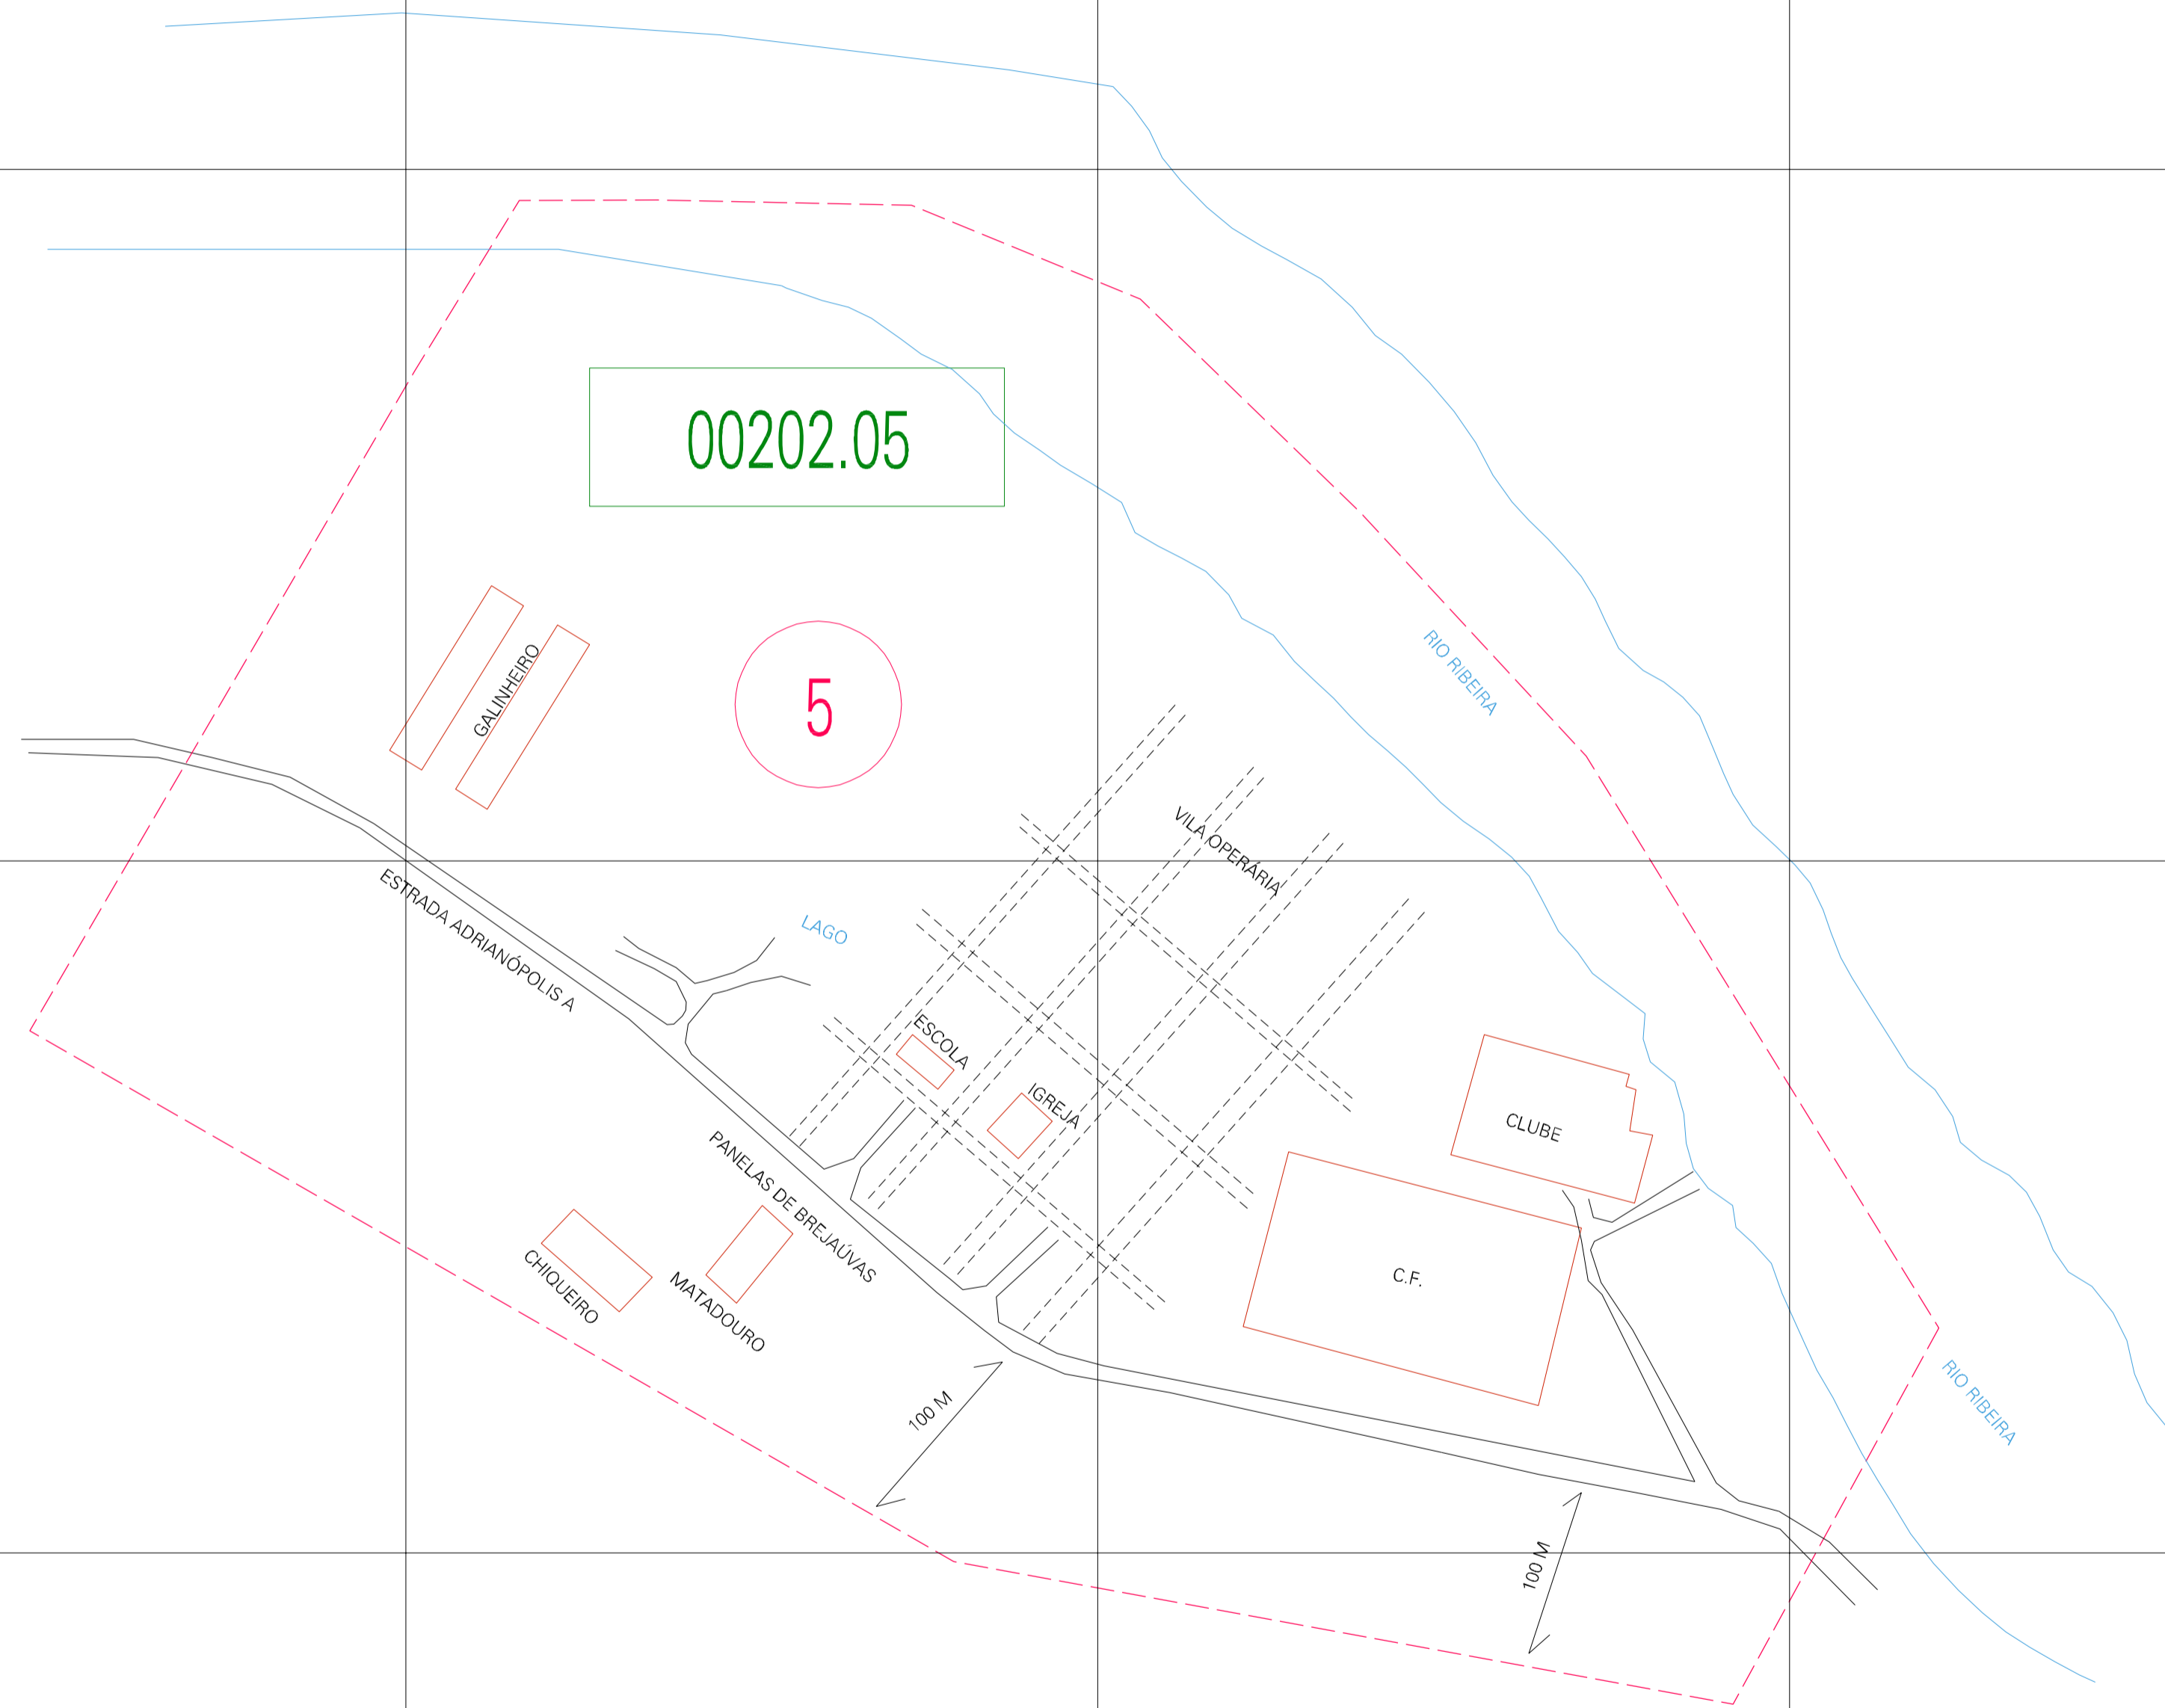 00202.05
GALINHEIRO
5
RIO RIBEIRA
VILA OPERÁRIA
ESTRADA ADRIANÓPOLIS A
LAGO
ESCOLA
IGREJA
CLUBE
PANELAS DE BREJAÚVAS
CHIQUEIRO
MATADOURO
C.F.
100 M
RIO RIBEIRA
100 M